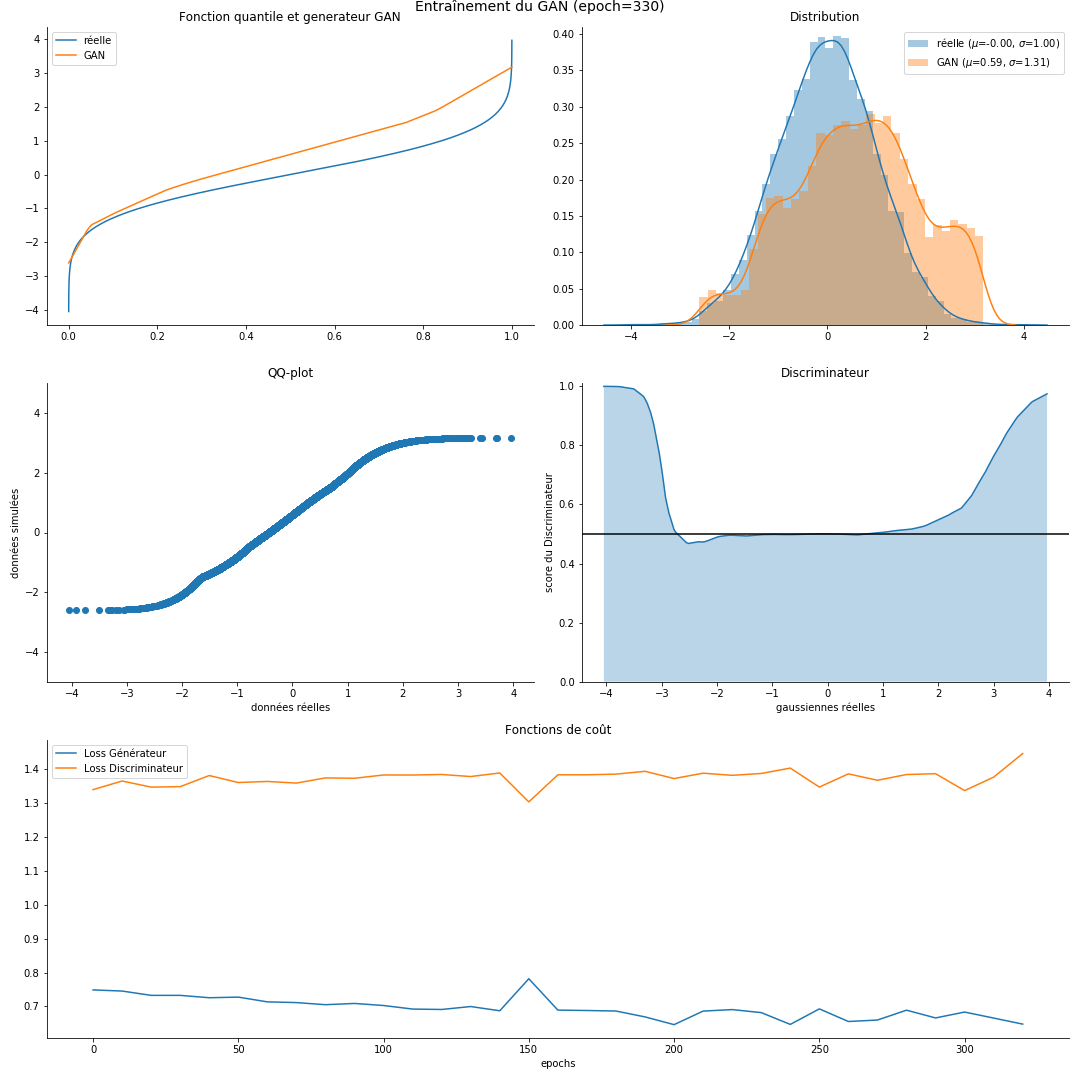 Entraînement du GAN (epoch=330)
Fonction quantile et generateur GAN
réelle
GAN
4
3
2
1
0
−1
−2
−3
−4
0.0 0.2 0.4 0.6 0.8 1.0
Distribution
réelle (μ=-0.00, σ=1.00)
GAN (μ=0.59, σ=1.31)
0.40
0.35
0.30
0.25
0.20
0.15
0.10
0.05
0.00
−4 −2 0 2 4
QQ-plot
données simulées
4
2
0
−2
−4
−4 −3 −2 −1 0 1 2 3 4
données réelles
Discriminateur
score du Discriminateur
1.0
0.8
0.6
0.4
0.2
0.0
−4 −3 −2 −1 0 1 2 3 4
gaussiennes réelles
Fonctions de coût
Loss Générateur
Loss Discriminateur
1.4
1.3
1.2
1.1
1.0
0.9
0.8
0.7
0 50 100 150 200 250 300
epochs